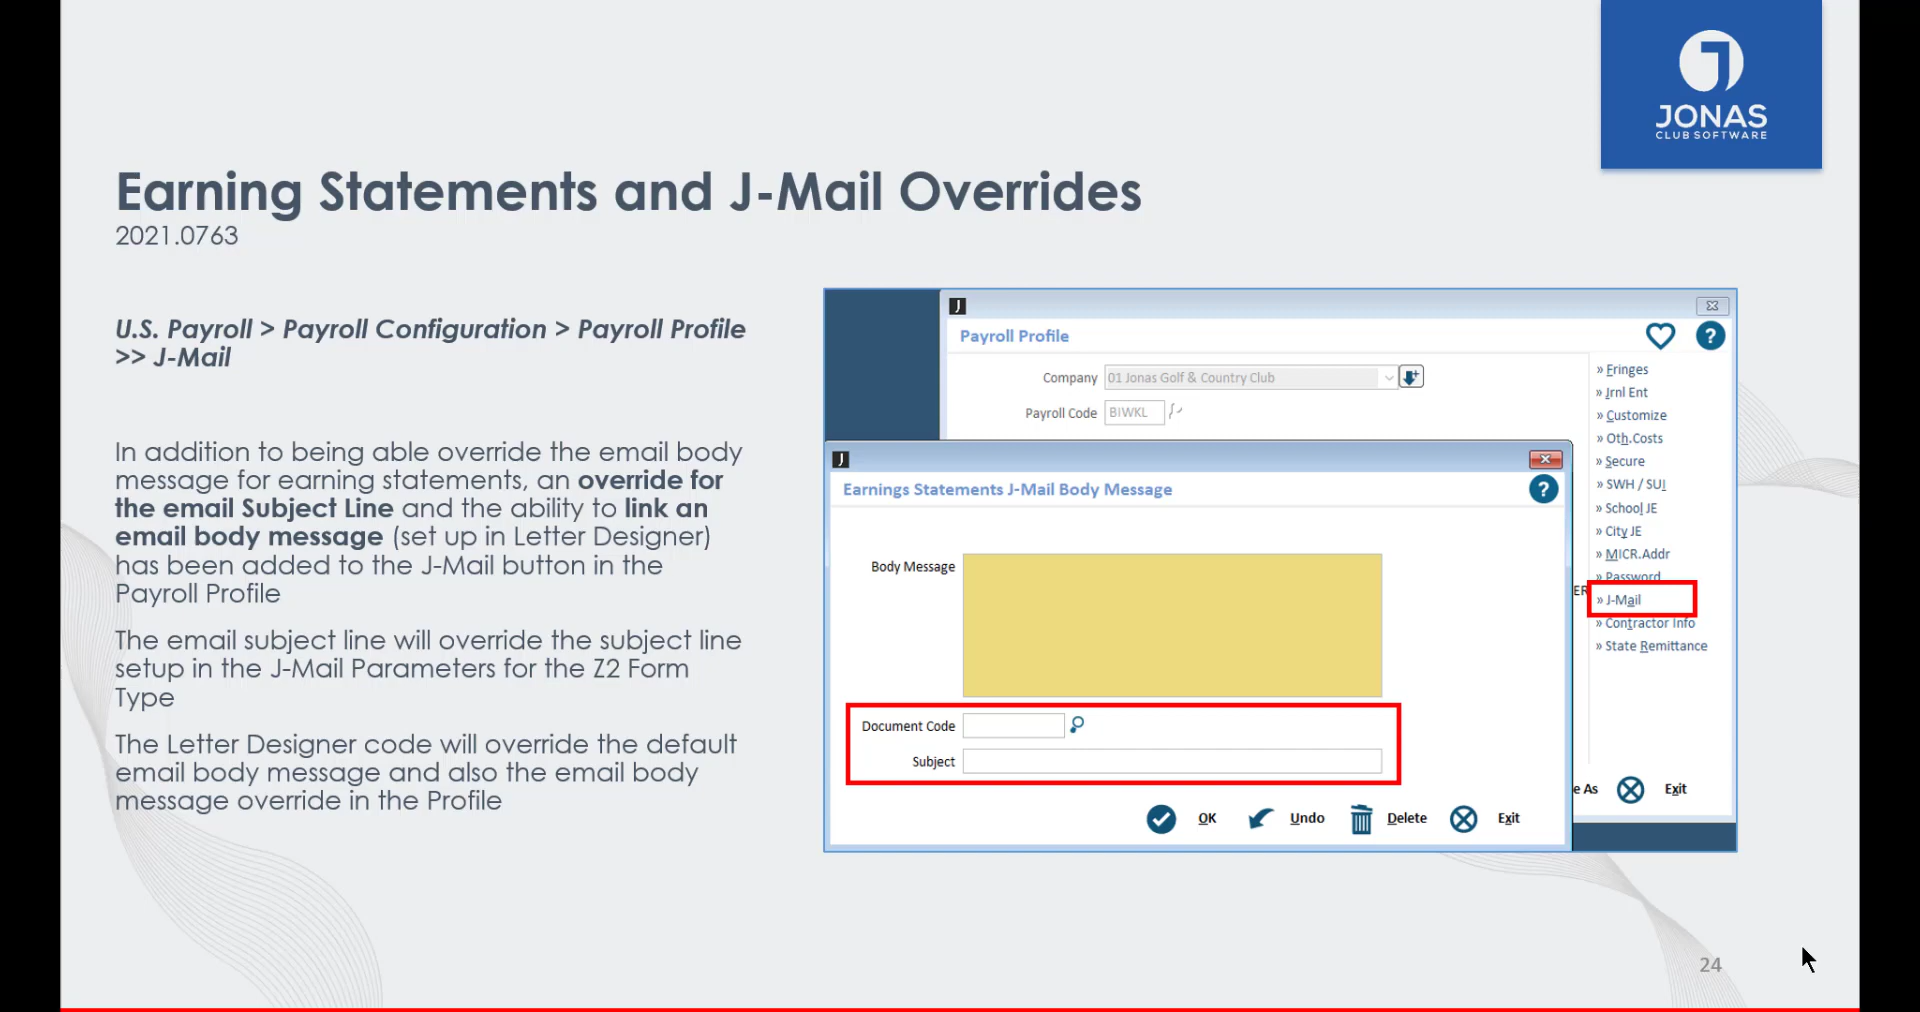 JONAS
CLUB SOFTWARE
Earning Statements and J-Mail Overrides
2021.0763
U.S. Payroll > Payroll Configuration > Payroll Profile
>> J-Mail
In addition to being able override the email body
message for earning statements, an override for
the email Subject Line and the ability to link an
email body message (set up in Letter Designer)
has been added to the J-Mail button in the
Payroll Profile
The email subject line will override the subject line
setup in the J-Mail Parameters for the Z2 Form
Type
The Letter Designer code will override the default
email body message and also the email body
message override in the Profile
Payroll Profile
?
Company 01 Jonas Golf & Country Club
Payroll Code BIWKL
» Fringes
» Jrnl Ent
» Customize
» Oth.Costs
» Secure
» SWH / SUI
» School JE
» City JE
» MICR.Addr
» Password
» J-Mail
» Contractor Info
» State Remittance
ER
e As Exit
Earnings Statements J-Mail Body Message
?
Body Message
Document Code
Subject
OK Undo Delete Exit
24